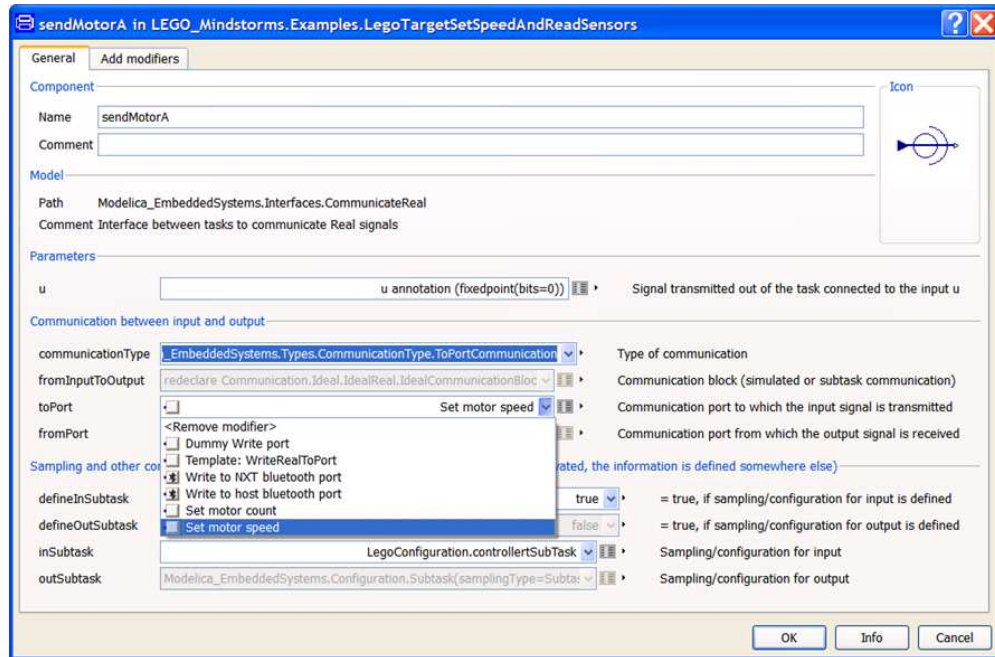 sendMotorA in LEGO_Mindstorms.Examples.LegoTargetSetSpeedAndReadSensors
General Add modifiers
Component Icon
Name sendMotorA
Comment
Model
Path Modelica_EmbeddedSystems.Interfaces.CommunicateReal
Comment Interface between tasks to communicate Real signals
Parameters
u u annotation (fixedpoint(bits=0)) Signal transmitted out of the task connected to the input u
Communication between input and output
communicationType _EmbeddedSystems.Types.CommunicationType.ToPortCommunication Type of communication
fromInputToOutput redeclare Communication.Ideal.IdealReal.IdealCommunicationBloc Communication block (simulated or subtask communication)
toPort Set motor speed Communication port to which the input signal is transmitted
<Remove modifier>
fromPort Communication port from which the output signal is received
Dummy Write port
Template: WriteRealToPort
Sampling and other co vated, the information is defined somewhere else)
Write to NXT bluetooth port
Write to host bluetooth port
defineInSubtask true = true, if sampling/configuration for input is defined
Set motor count
defineOutSubtask Set motor speed false = true, if sampling/configuration for output is defined
inSubtask LegoConfiguration.controllertSubTask Sampling/configuration for input
outSubtask Modelica_EmbeddedSystems.Configuration.Subtask(samplingType=Subta Sampling/configuration for output
OK Info Cancel